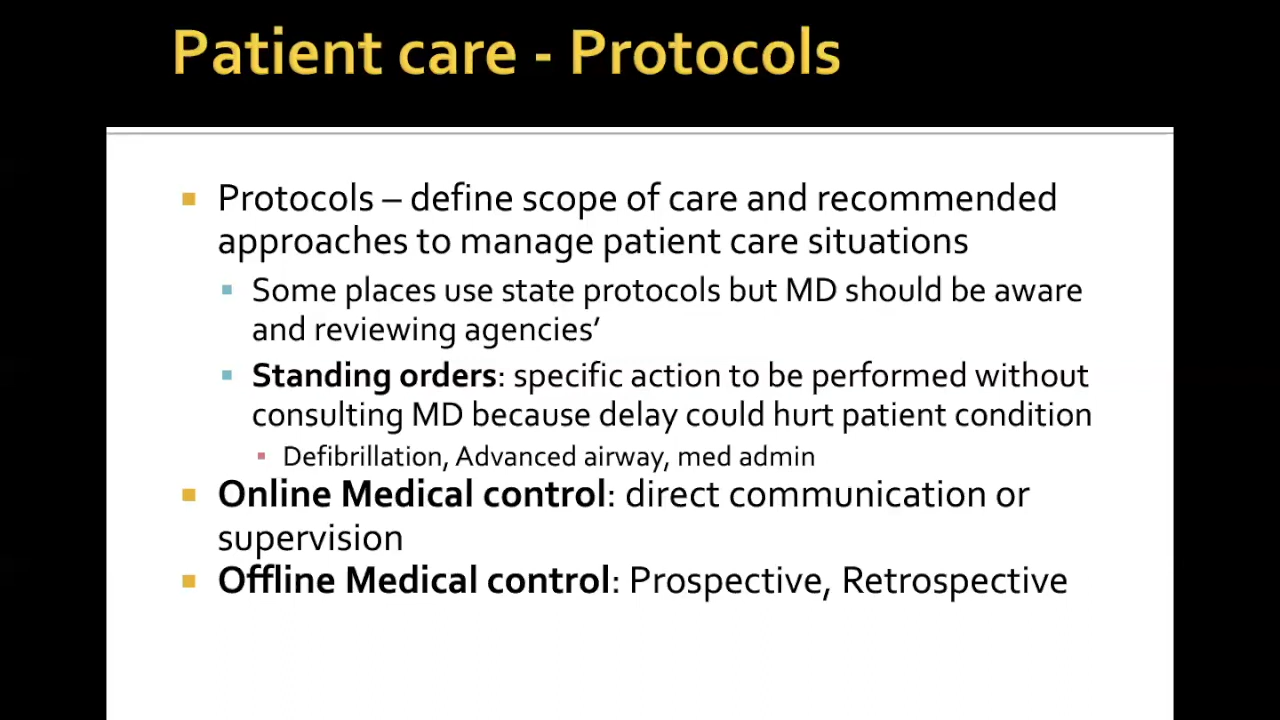 Patient care - Protocols
Protocols – define scope of care and recommended
approaches to manage patient care situations
Some places use state protocols but MD should be aware
and reviewing agencies’
Standing orders: specific action to be performed without
consulting MD because delay could hurt patient condition
Defibrillation, Advanced airway, med admin
Online Medical control: direct communication or
supervision
Offline Medical control: Prospective, Retrospective